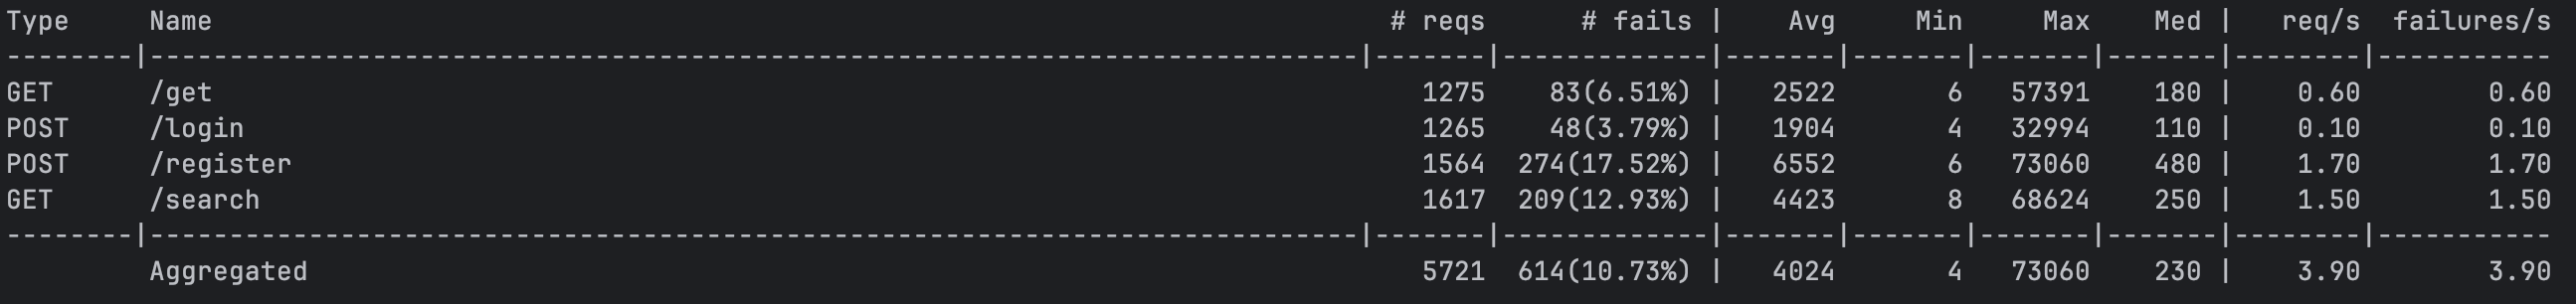 Type     Name                                                                          # reqs      # fails |    Avg     Min     Max    Med |   req/s  failures/s
--------|----------------------------------------------------------------------------|-------|-------------|-------|-------|-------|-------|--------|-----------
GET      /get                                                                            1275    83(6.51%) |   2522       6   57391    180 |    0.60        0.60
POST     /login                                                                          1265    48(3.79%) |   1904       4   32994    110 |    0.10        0.10
POST     /register                                                                       1564  274(17.52%) |   6552       6   73060    480 |    1.70        1.70
GET      /search                                                                         1617  209(12.93%) |   4423       8   68624    250 |    1.50        1.50
--------|----------------------------------------------------------------------------|-------|-------------|-------|-------|-------|-------|--------|-----------
         Aggregated                                                                      5721  614(10.73%) |   4024       4   73060    230 |    3.90        3.90